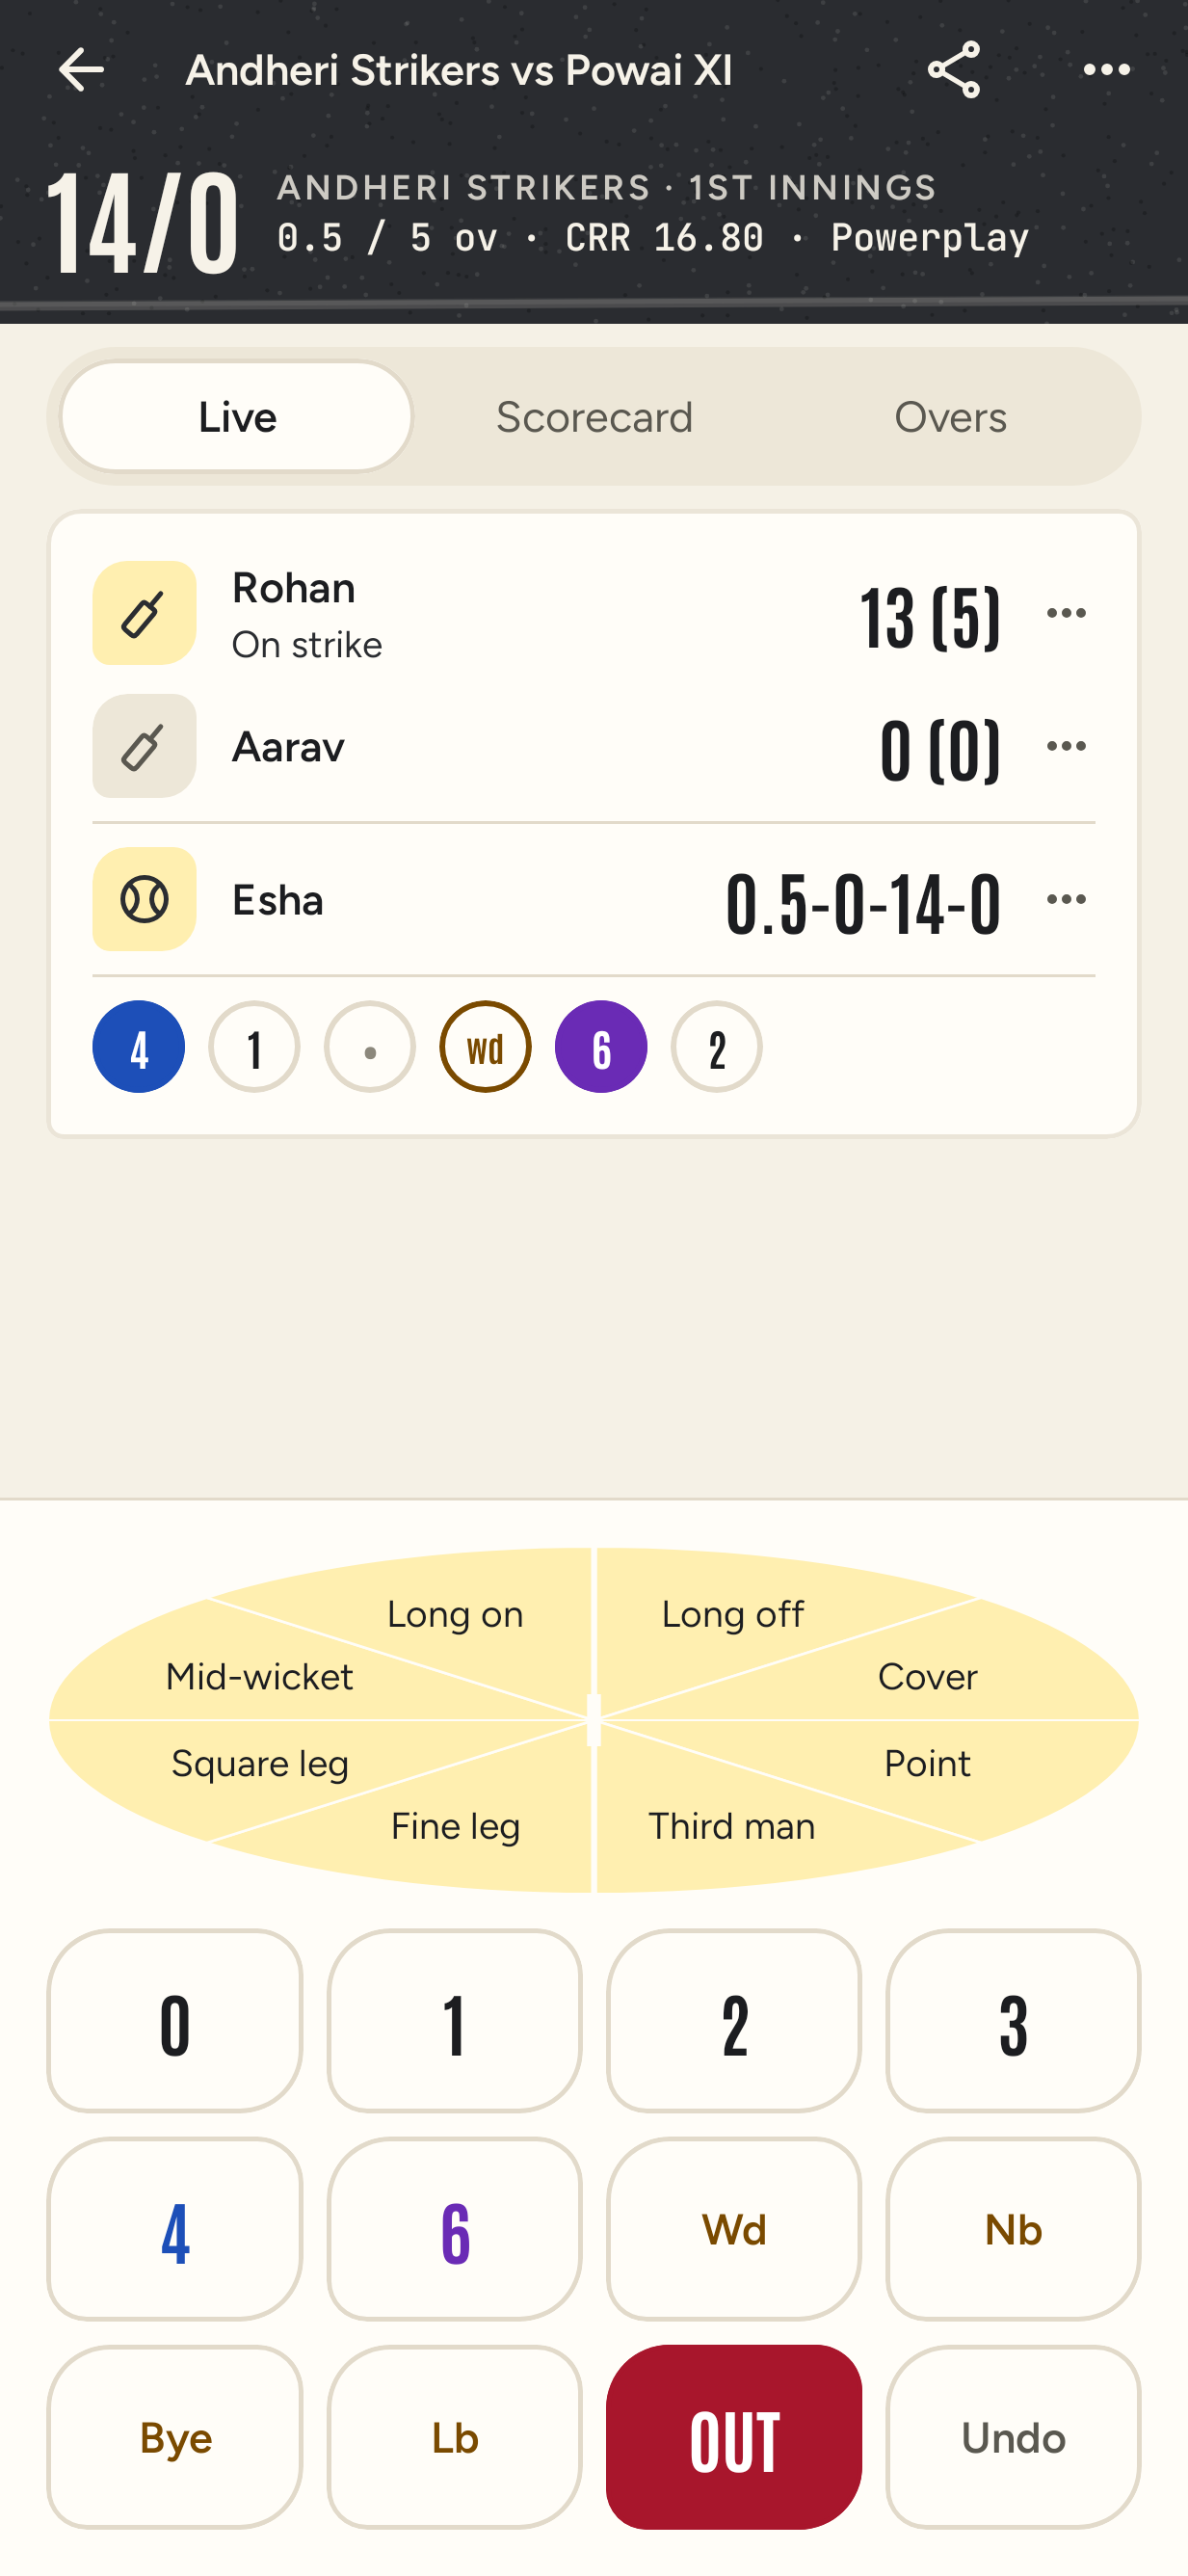 Andheri Strikers vs Powai XI
14/0
ANDHERI STRIKERS · 1ST INNINGS
0.5 / 5 ov · CRR 16.80 · Powerplay
Live Scorecard Overs
Rohan
On strike
13 (5)
Aarav 0 (0)
Esha 0.5-0-14-0
4 1 . wd 6 2
Long on Long off
Mid-wicket Cover
Square leg Point
Fine leg Third man
0 1 2 3
4 6 Wd Nb
Bye Lb OUT Undo